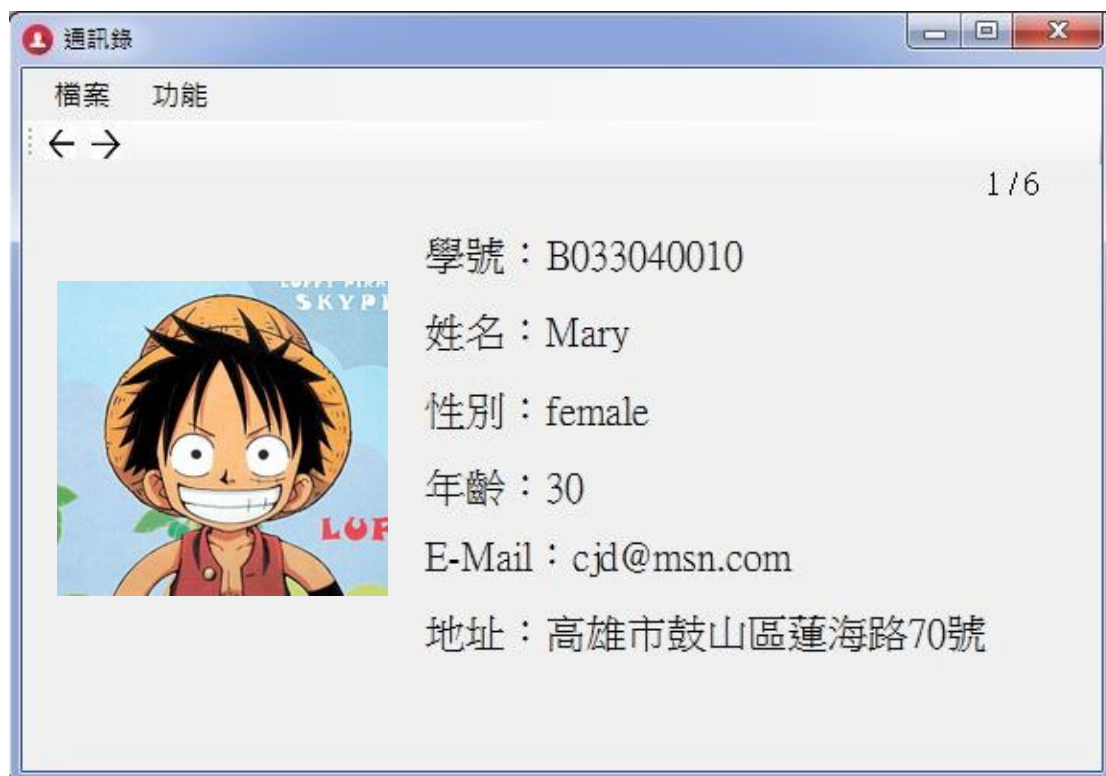 通訊錄
檔案 功能
1/6
學號：B033040010
姓名：Mary
性別：female
年齡：30
E-Mail：cjd@msn.com
地址：高雄市鼓山區蓮海路70號
SKYPI
LUF